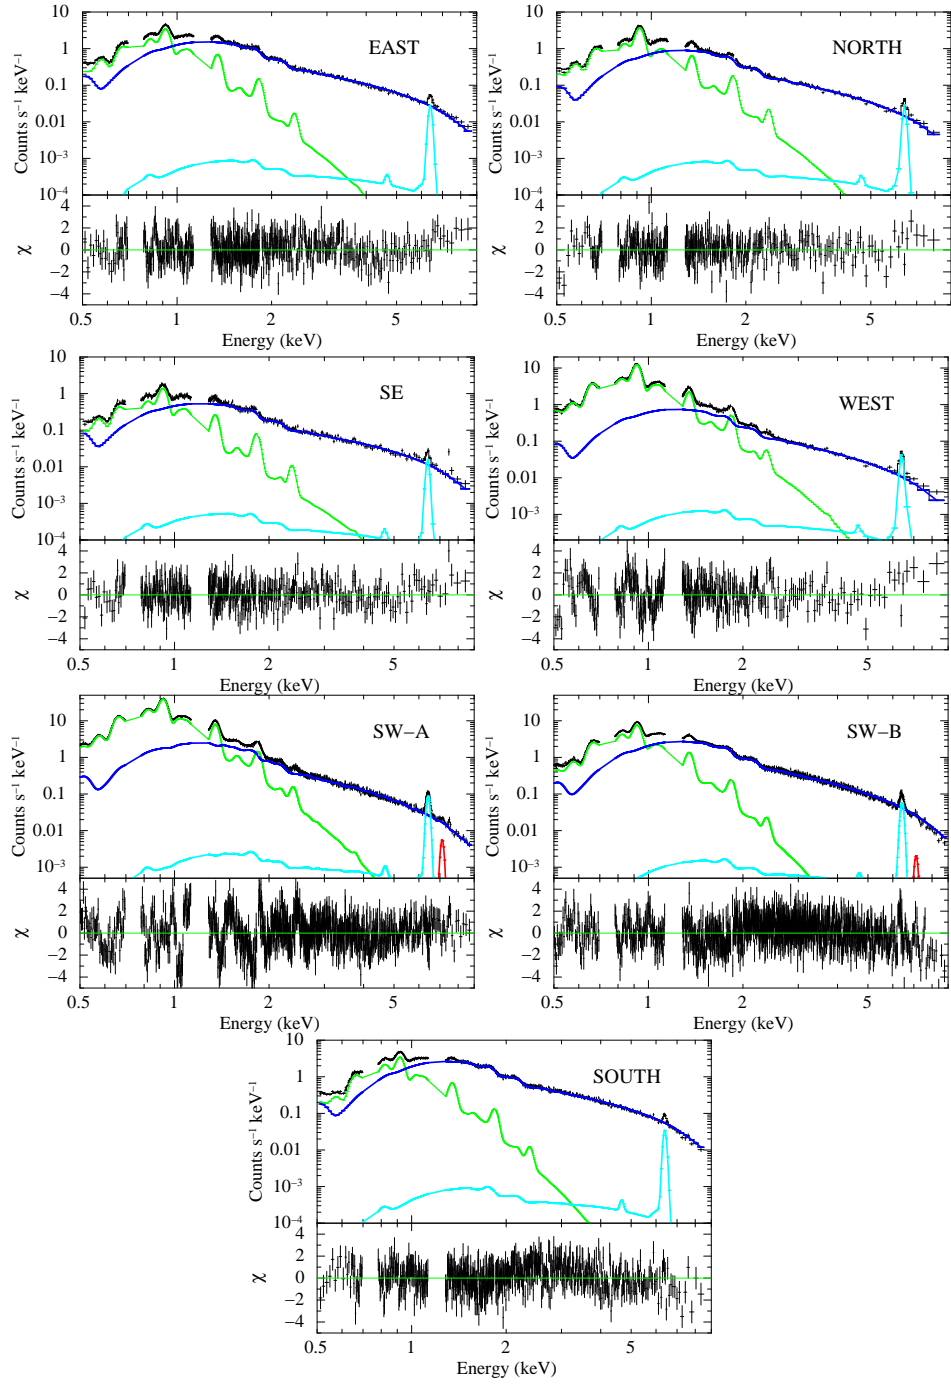 EAST
10
1
0.1
0.01
10⁻³
10⁻⁴
Counts s⁻¹ keV⁻¹
4
2
0
−2
−4
χ
0.5 1 2 5
Energy (keV)
NORTH
10
1
0.1
0.01
10⁻³
10⁻⁴
Counts s⁻¹ keV⁻¹
4
2
0
−2
−4
χ
0.5 1 2 5
Energy (keV)
SE
10
1
0.1
0.01
10⁻³
10⁻⁴
Counts s⁻¹ keV⁻¹
4
2
0
−2
−4
χ
0.5 1 2 5
Energy (keV)
WEST
10
1
0.1
0.01
10⁻³
Counts s⁻¹ keV⁻¹
4
2
0
−2
−4
χ
0.5 1 2 5
Energy (keV)
SW−A
10
1
0.1
0.01
10⁻³
Counts s⁻¹ keV⁻¹
4
2
0
−2
−4
χ
0.5 1 2 5
Energy (keV)
SW−B
10
1
0.1
0.01
10⁻³
Counts s⁻¹ keV⁻¹
4
2
0
−2
−4
χ
0.5 1 2 5
Energy (keV)
SOUTH
10
1
0.1
0.01
10⁻³
10⁻⁴
Counts s⁻¹ keV⁻¹
4
2
0
−2
−4
χ
0.5 1 2 5
Energy (keV)